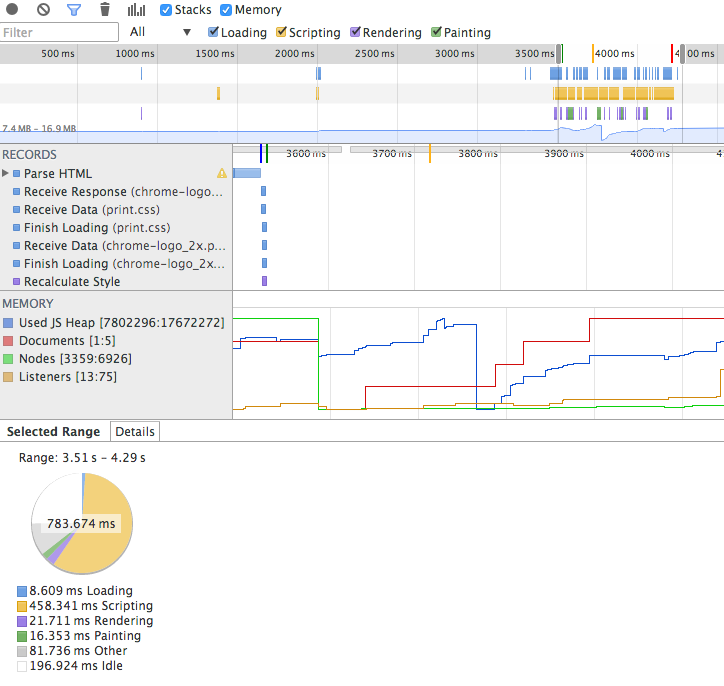 Stacks Memory
Filter All Loading Scripting Rendering Painting
500 ms 1000 ms 1500 ms 2000 ms 2500 ms 3000 ms 3500 ms 4000 ms 00 ms
7.4 MB – 16.9 MB
RECORDS 3600 ms 3700 ms 3800 ms 3900 ms 4000 ms
Parse HTML
Receive Response (chrome-logo...
Receive Data (print.css)
Finish Loading (print.css)
Receive Data (chrome-logo_2x.p...
Finish Loading (chrome-logo_2x...
Recalculate Style
MEMORY
Used JS Heap [7802296:17672272]
Documents [1:5]
Nodes [3359:6926]
Listeners [13:75]
Selected Range Details
Range: 3.51 s – 4.29 s
783.674 ms
8.609 ms Loading
458.341 ms Scripting
21.711 ms Rendering
16.353 ms Painting
81.736 ms Other
196.924 ms Idle